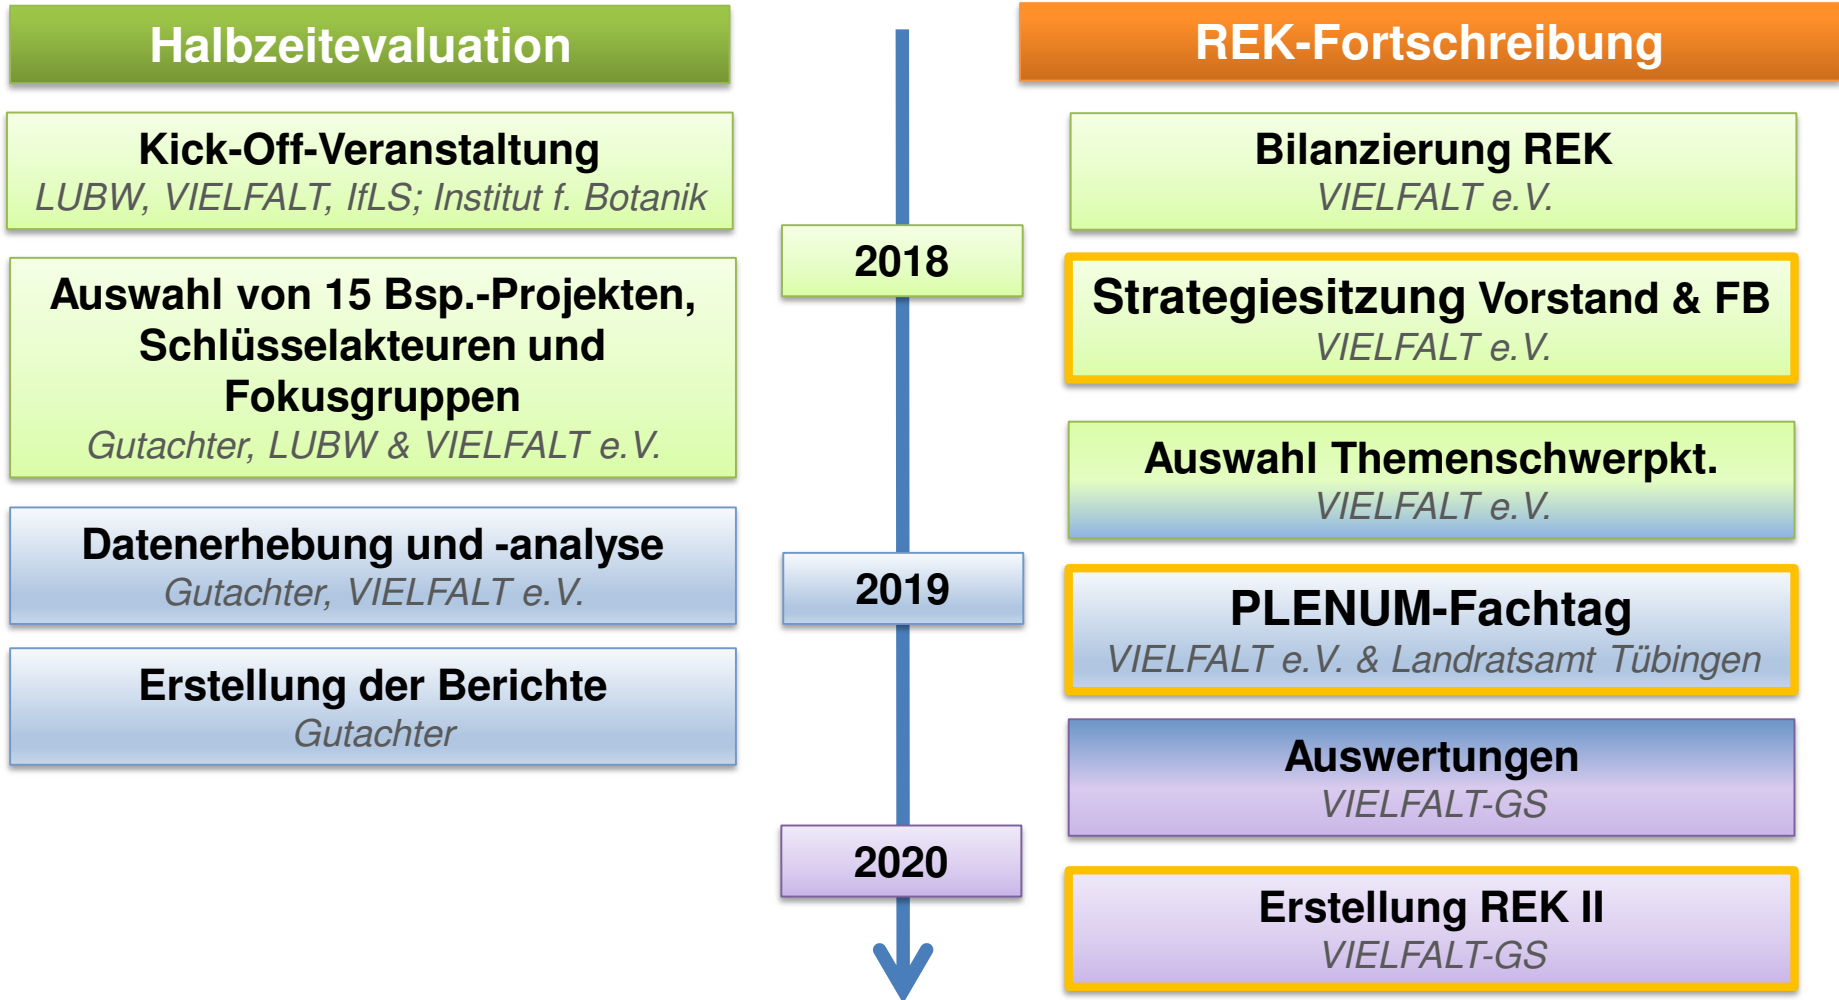 Halbzeitevaluation
Kick-Off-Veranstaltung
LUBW, VIELFALT, IfLS; Institut f. Botanik
Auswahl von 15 Bsp.-Projekten,
Schlüsselakteuren und
Fokusgruppen
Gutachter, LUBW & VIELFALT e.V.
Datenerhebung und -analyse
Gutachter, VIELFALT e.V.
Erstellung der Berichte
Gutachter
2018
2019
2020
REK-Fortschreibung
Bilanzierung REK
VIELFALT e.V.
Strategiesitzung Vorstand & FB
VIELFALT e.V.
Auswahl Themenschwerpkt.
VIELFALT e.V.
PLENUM-Fachtag
VIELFALT e.V. & Landratsamt Tübingen
Auswertungen
VIELFALT-GS
Erstellung REK II
VIELFALT-GS